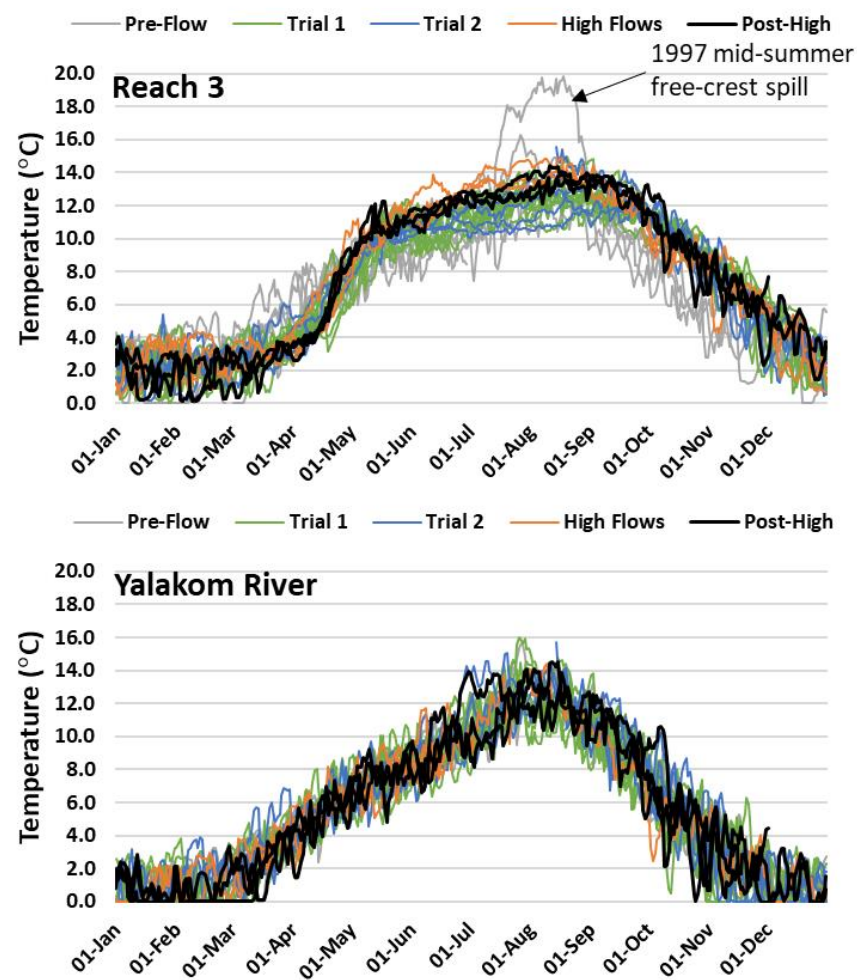 Pre-Flow Trial 1 Trial 2 High Flows Post-High
1997 mid-summer
free-crest spill
Reach 3
Temperature (°C)
20.0
18.0
16.0
14.0
12.0
10.0
8.0
6.0
4.0
2.0
0.0
01-Jan 01-Feb 01-Mar 01-Apr 01-May 01-Jun 01-Jul 01-Aug 01-Sep 01-Oct 01-Nov 01-Dec
Pre-Flow Trial 1 Trial 2 High Flows Post-High
Yalakom River
Temperature (°C)
20.0
18.0
16.0
14.0
12.0
10.0
8.0
6.0
4.0
2.0
0.0
01-Jan 01-Feb 01-Mar 01-Apr 01-May 01-Jun 01-Jul 01-Aug 01-Sep 01-Oct 01-Nov 01-Dec